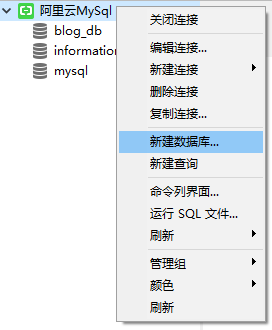 阿里云MySql
blog_db
information
mysql
关闭连接
编辑连接...
新建连接
删除连接
复制连接...
新建数据库...
新建查询
命令列界面...
运行 SQL 文件...
刷新
管理组
颜色
刷新